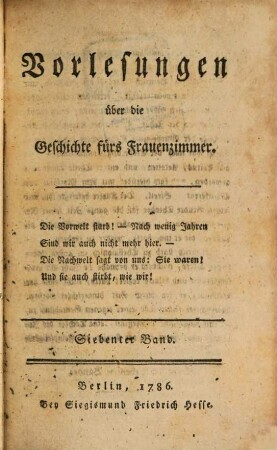 Vorlesungen
über die
Geschichte fürs Frauenzimmer.
Die Vorwelt starb! — Nach wenig Jahren
Sind wir auch nicht mehr hier. —
Die Nachwelt sagt von uns: Sie waren!
Und sie auch stirbt, wie wir!
Siebenter Band.
Berlin, 1786.
Bey Siegismund Friedrich Hesse.